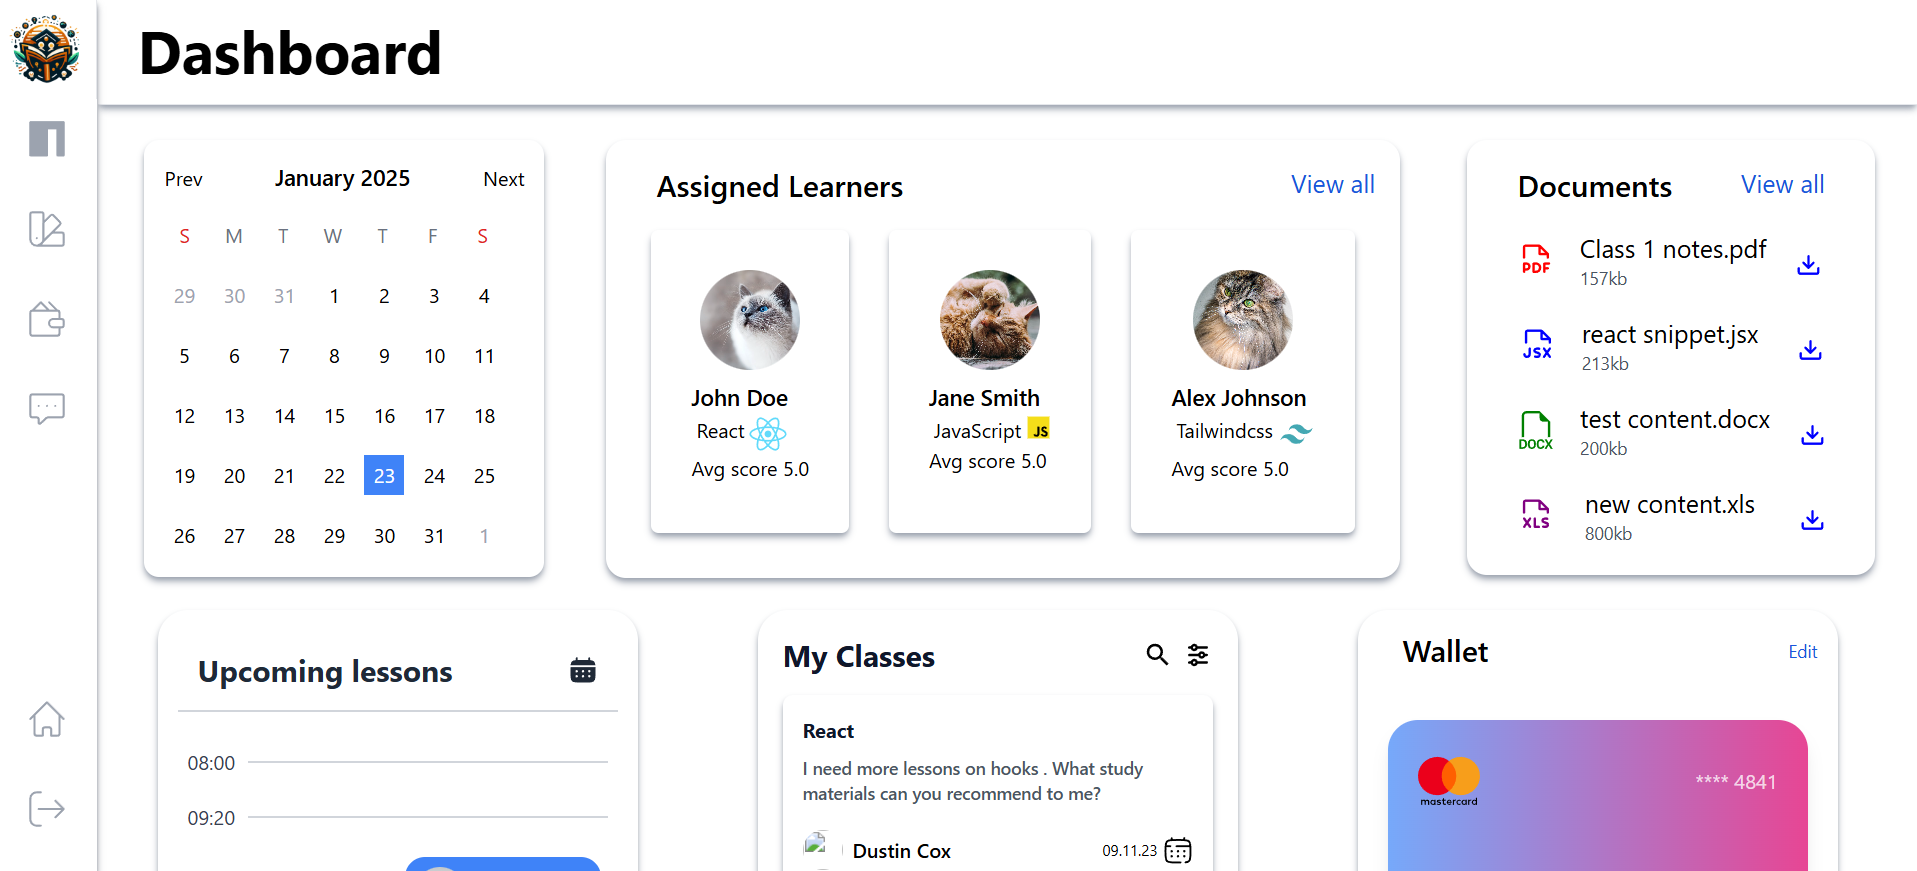 Dashboard
Prev January 2025 Next
S M T W T F S
29 30 31 1 2 3 4
5 6 7 8 9 10 11
12 13 14 15 16 17 18
19 20 21 22 23 24 25
26 27 28 29 30 31 1
Assigned Learners View all
John Doe
React
Avg score 5.0
Jane Smith
JavaScript JS
Avg score 5.0
Alex Johnson
Tailwindcss
Avg score 5.0
Documents View all
PDF Class 1 notes.pdf
157kb
JSX react snippet.jsx
213kb
DOCX test content.docx
200kb
XLS new content.xls
800kb
Upcoming lessons
08:00
09:20
My Classes
React
I need more lessons on hooks . What study
materials can you recommend to me?
Dustin Cox 09.11.23
Wallet Edit
mastercard
**** 4841